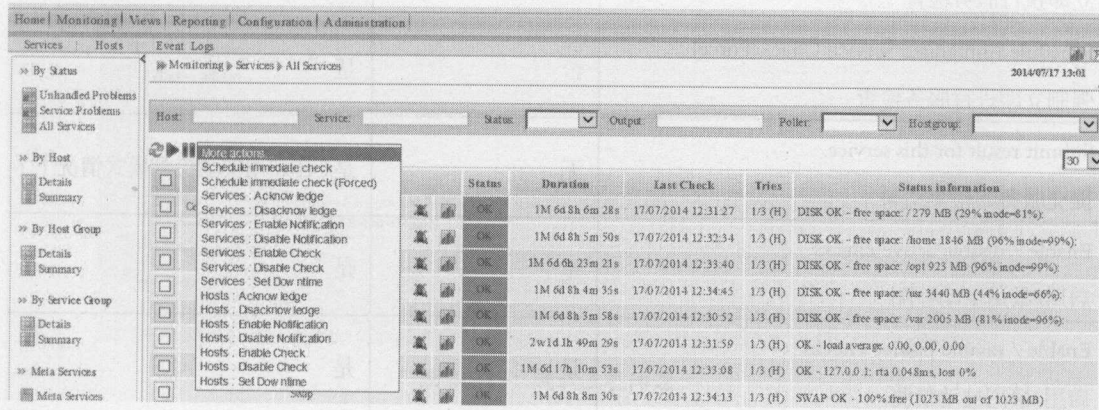 Home Monitoring Views Reporting Configuration Administration
Services Hosts Event Logs
Monitoring Services All Services
2014/07/17 13:01
By Status
Unhandled Problems
Service Problems
All Services
By Host
Details
Summary
By Host Group
Details
Summary
By Service Group
Details
Summary
Meta Services
Meta Services
Host: Service: Status: Output: Poller: Hostgroup:
30
More actions...
Schedule immediate check
Schedule immediate check (Forced)
Services : Acknowledge
Services : Disacknowledge
Services : Enable Notification
Services : Disable Notification
Services : Enable Check
Services : Disable Check
Services : Set Downtime
Hosts : Acknowledge
Hosts : Disacknowledge
Hosts : Enable Notification
Hosts : Disable Notification
Hosts : Enable Check
Hosts : Disable Check
Hosts : Set Downtime
Status Duration Last Check Tries Status information
OK 1M 6d 8h 6m 28s 17/07/2014 12:31:27 1/3 (H) DISK OK - free space: / 279 MB (29% inode=81%):
OK 1M 6d 8h 5m 50s 17/07/2014 12:32:34 1/3 (H) DISK OK - free space: /home 1846 MB (96% inode=99%):
OK 1M 6d 6h 23m 21s 17/07/2014 12:33:40 1/3 (H) DISK OK - free space: /opt 923 MB (96% inode=99%):
OK 1M 6d 8h 4m 35s 17/07/2014 12:34:45 1/3 (H) DISK OK - free space: /usr 3440 MB (44% inode=66%):
OK 1M 6d 8h 3m 58s 17/07/2014 12:30:52 1/3 (H) DISK OK - free space: /var 2005 MB (81% inode=96%):
OK 2w 1d 1h 49m 29s 17/07/2014 12:31:59 1/3 (H) OK - load average: 0.00, 0.00, 0.00
OK 1M 6d 17h 10m 53s 17/07/2014 12:33:08 1/3 (H) OK - 127.0.0.1: rta 0.048ms, lost 0%
Swap OK 1M 6d 8h 8m 30s 17/07/2014 12:34:13 1/3 (H) SWAP OK - 100% free (1023 MB out of 1023 MB)